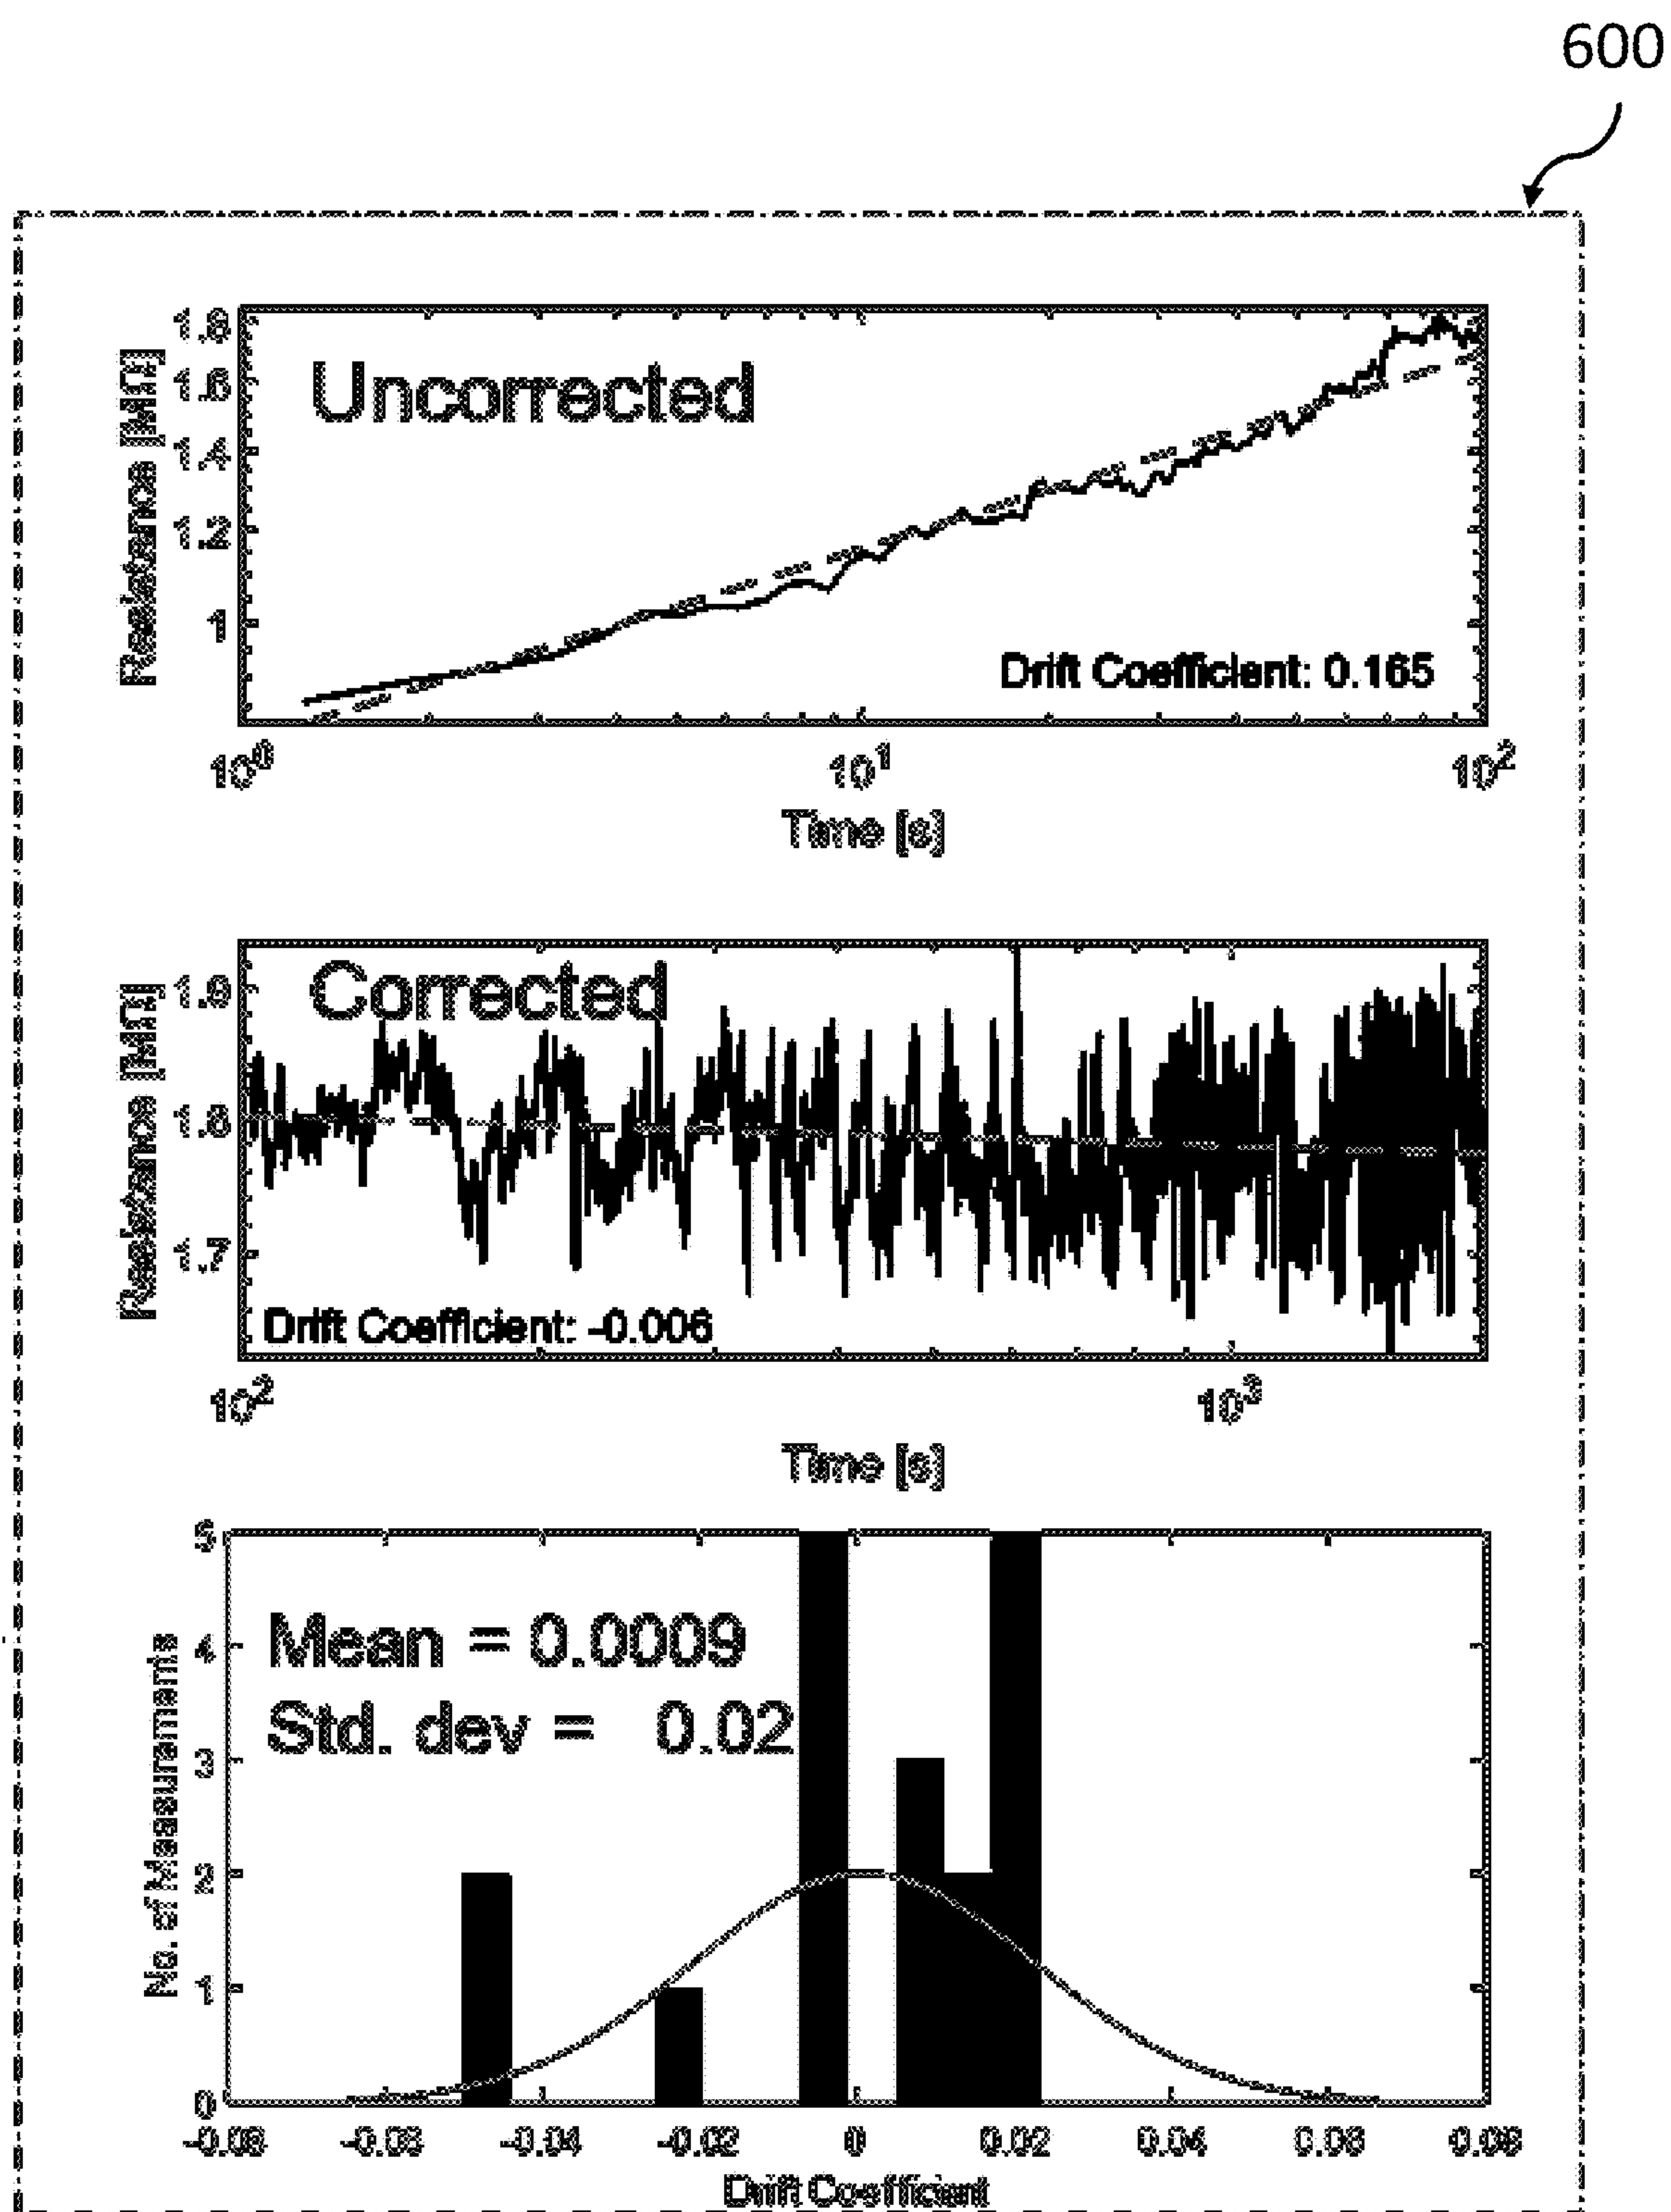 600
Uncorrected
Resistance [MΩ]
1.8
1.6
1.4
1.2
1
Drift Coefficient: 0.165
10^0
10^1
10^2
Time [s]
Corrected
Resistance [MΩ]
1.9
1.8
1.7
Drift Coefficient: -0.006
10^2
10^3
Time [s]
Mean = 0.0009
Std. dev = 0.02
No. of Measurements
5
4
3
2
1
0
-0.08 -0.06 -0.04 -0.02 0 0.02 0.04 0.06 0.08
Drift Coefficient